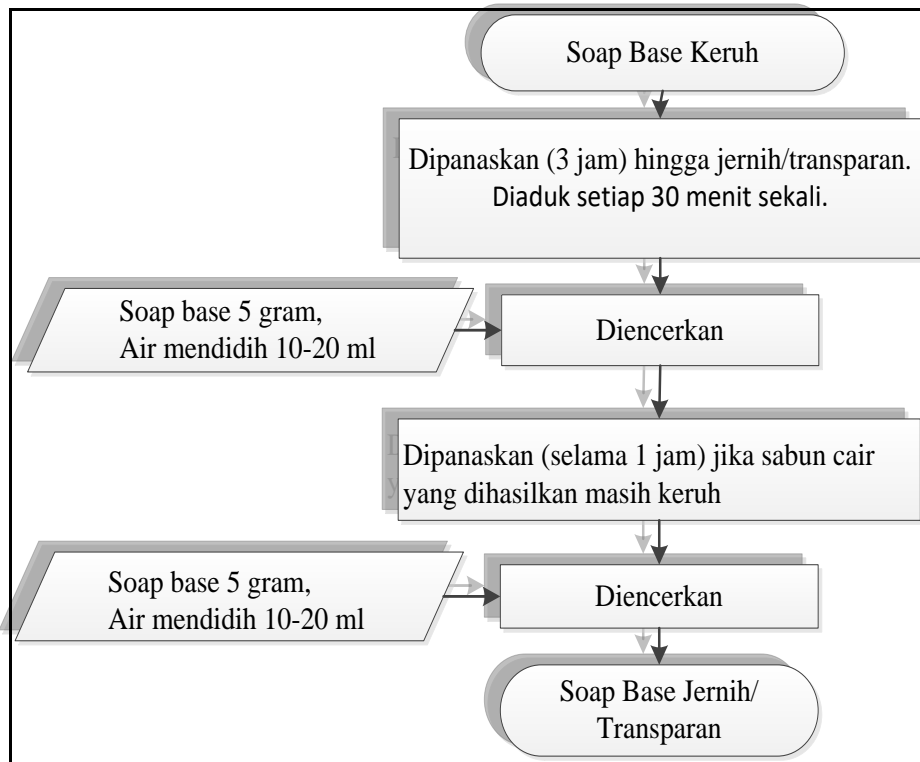 Soap Base Keruh
Dipanaskan (3 jam) hingga jernih/transparan.
Diaduk setiap 30 menit sekali.
Soap base 5 gram,
Air mendidih 10-20 ml
Diencerkan
Dipanaskan (selama 1 jam) jika sabun cair
yang dihasilkan masih keruh
Soap base 5 gram,
Air mendidih 10-20 ml
Diencerkan
Soap Base Jernih/
Transparan